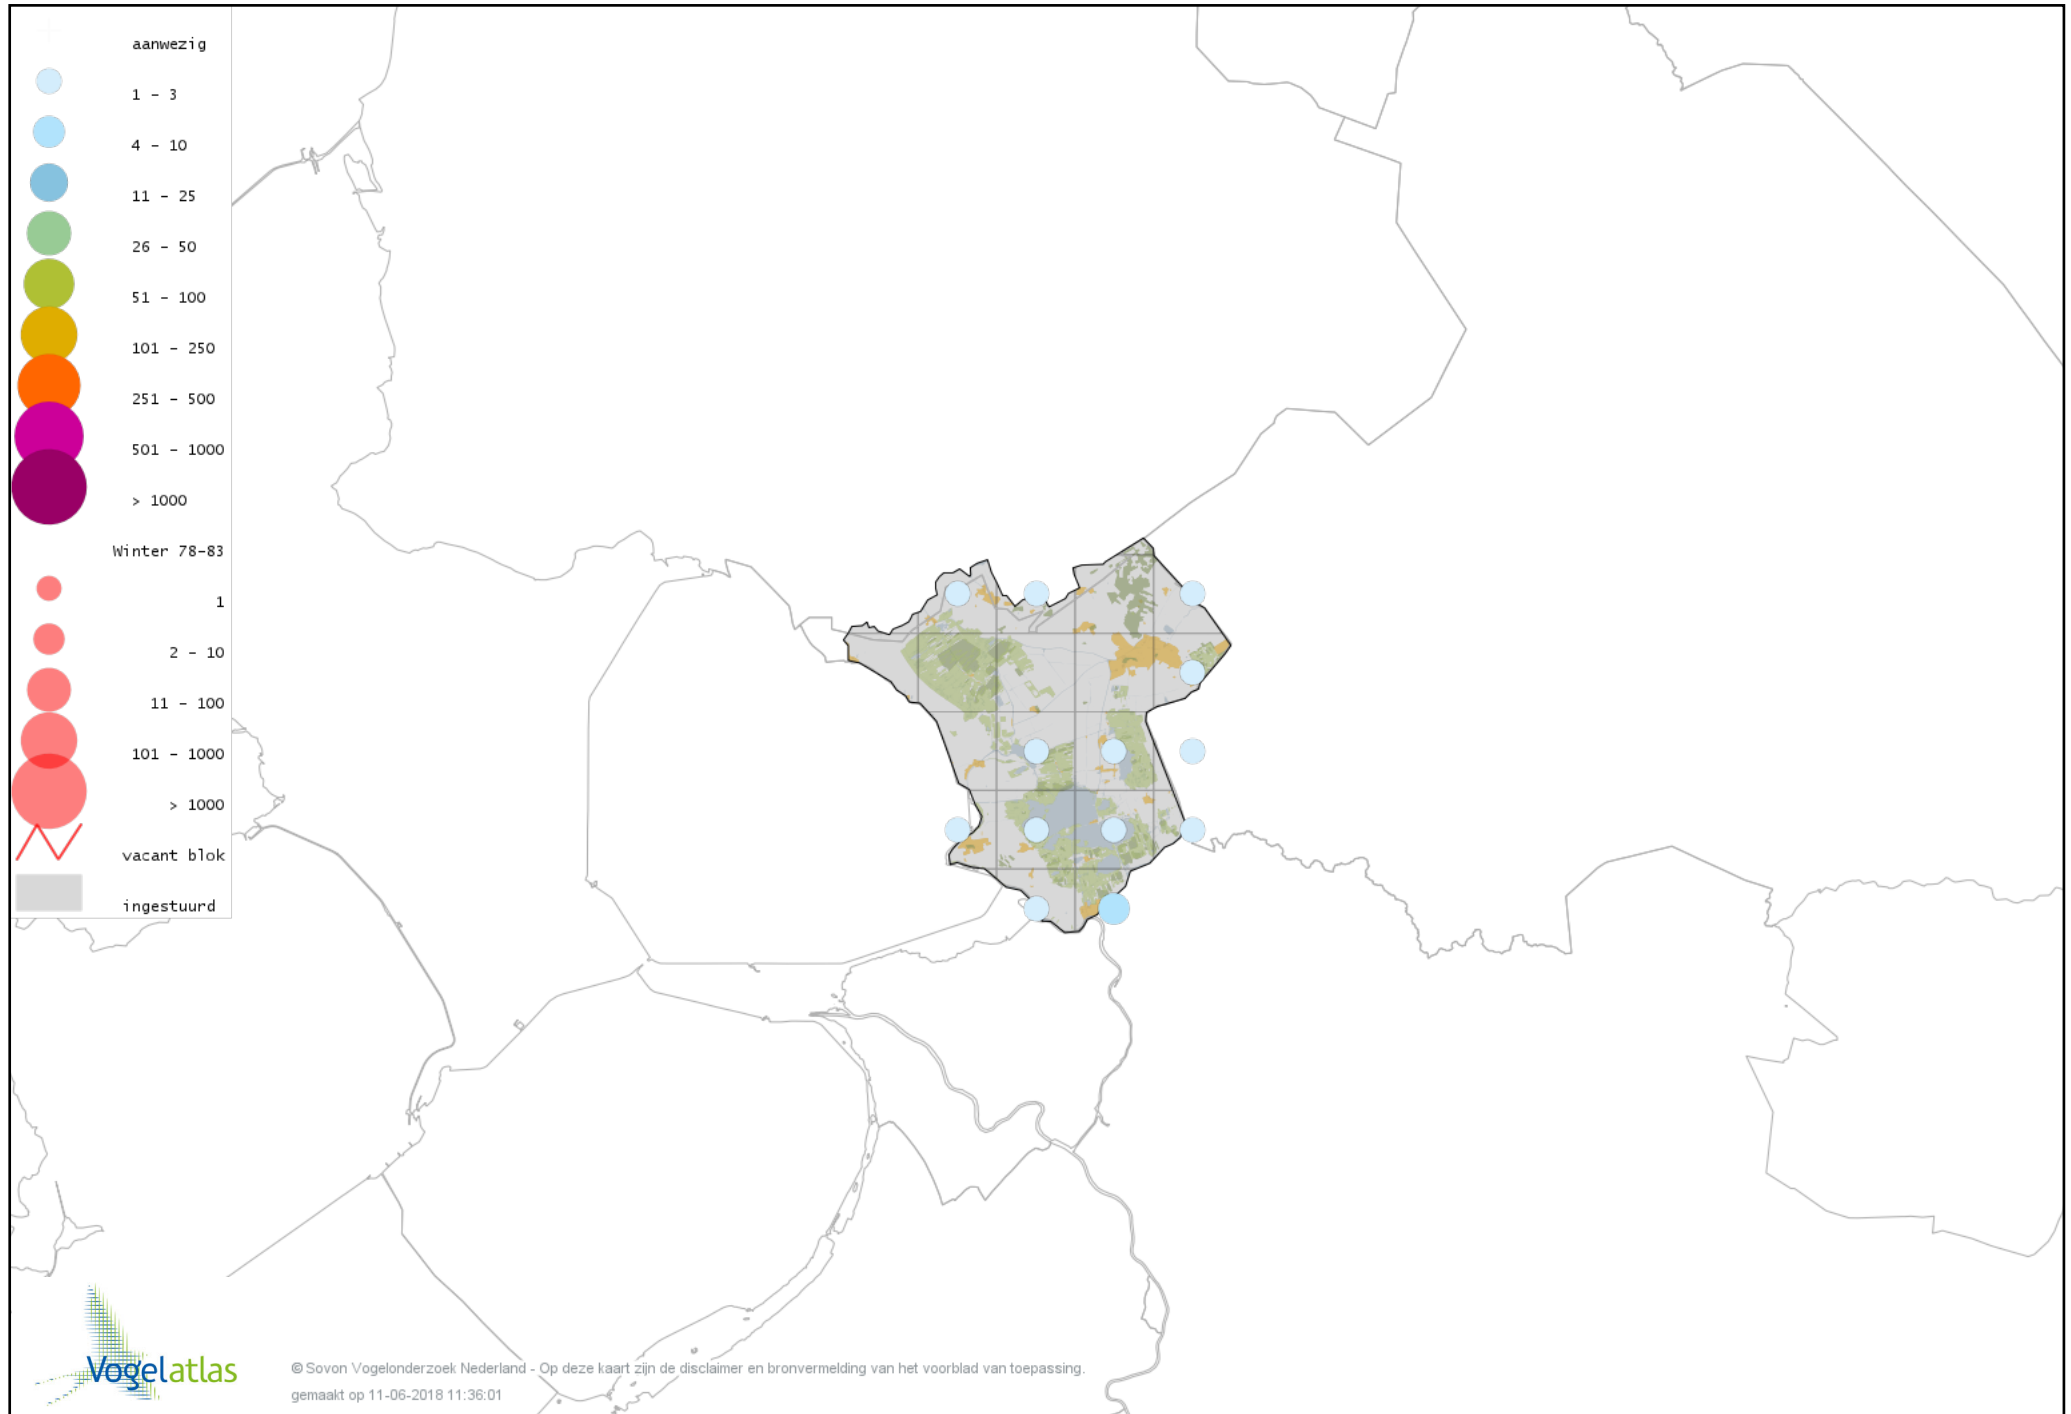 aanwezig
1 - 3
4 - 10
11 - 25
26 - 50
51 - 100
101 - 250
251 - 500
501 - 1000
> 1000
Winter 78-83
1
2 - 10
11 - 100
101 - 1000
> 1000
vacant blok
ingestuurd
Vogelatlas
© Sovon Vogelonderzoek Nederland - Op deze kaart zijn de disclaimer en bronvermelding van het voorblad van toepassing.
gemaakt op 11-06-2018 11:36:01